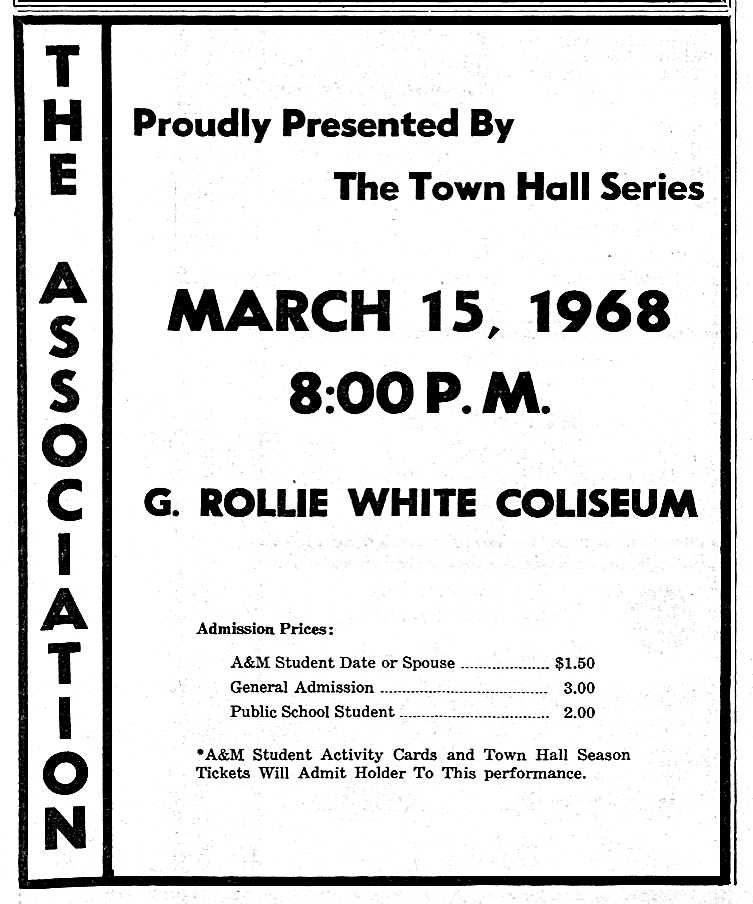 THE ASSOCIATION
Proudly Presented By
The Town Hall Series
MARCH 15, 1968
8:00 P.M.
G. ROLLIE WHITE COLISEUM
Admission Prices:
A&M Student Date or Spouse ------------------- $1.50
General Admission ----------------------------------- 3.00
Public School Student -------------------------------- 2.00
*A&M Student Activity Cards and Town Hall Season
Tickets Will Admit Holder To This performance.